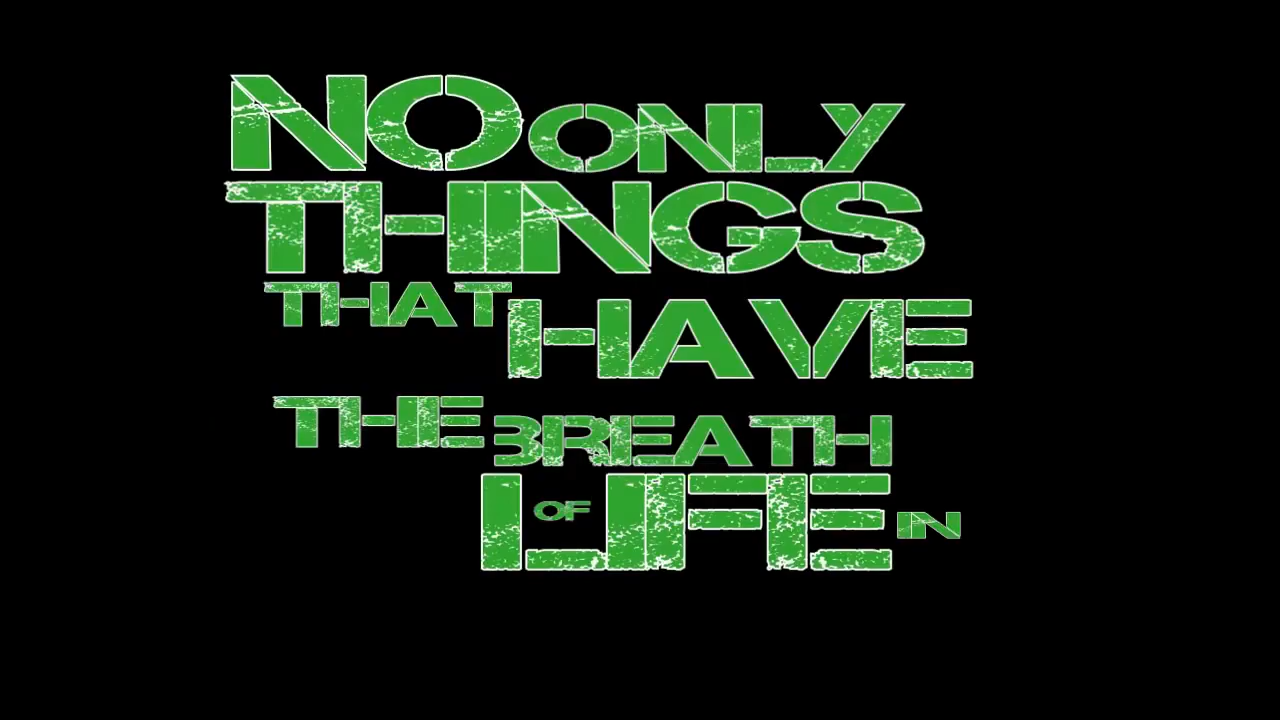 NO ONLY
THINGS
THAT HAVE
THE BREATH
OF LIFE IN